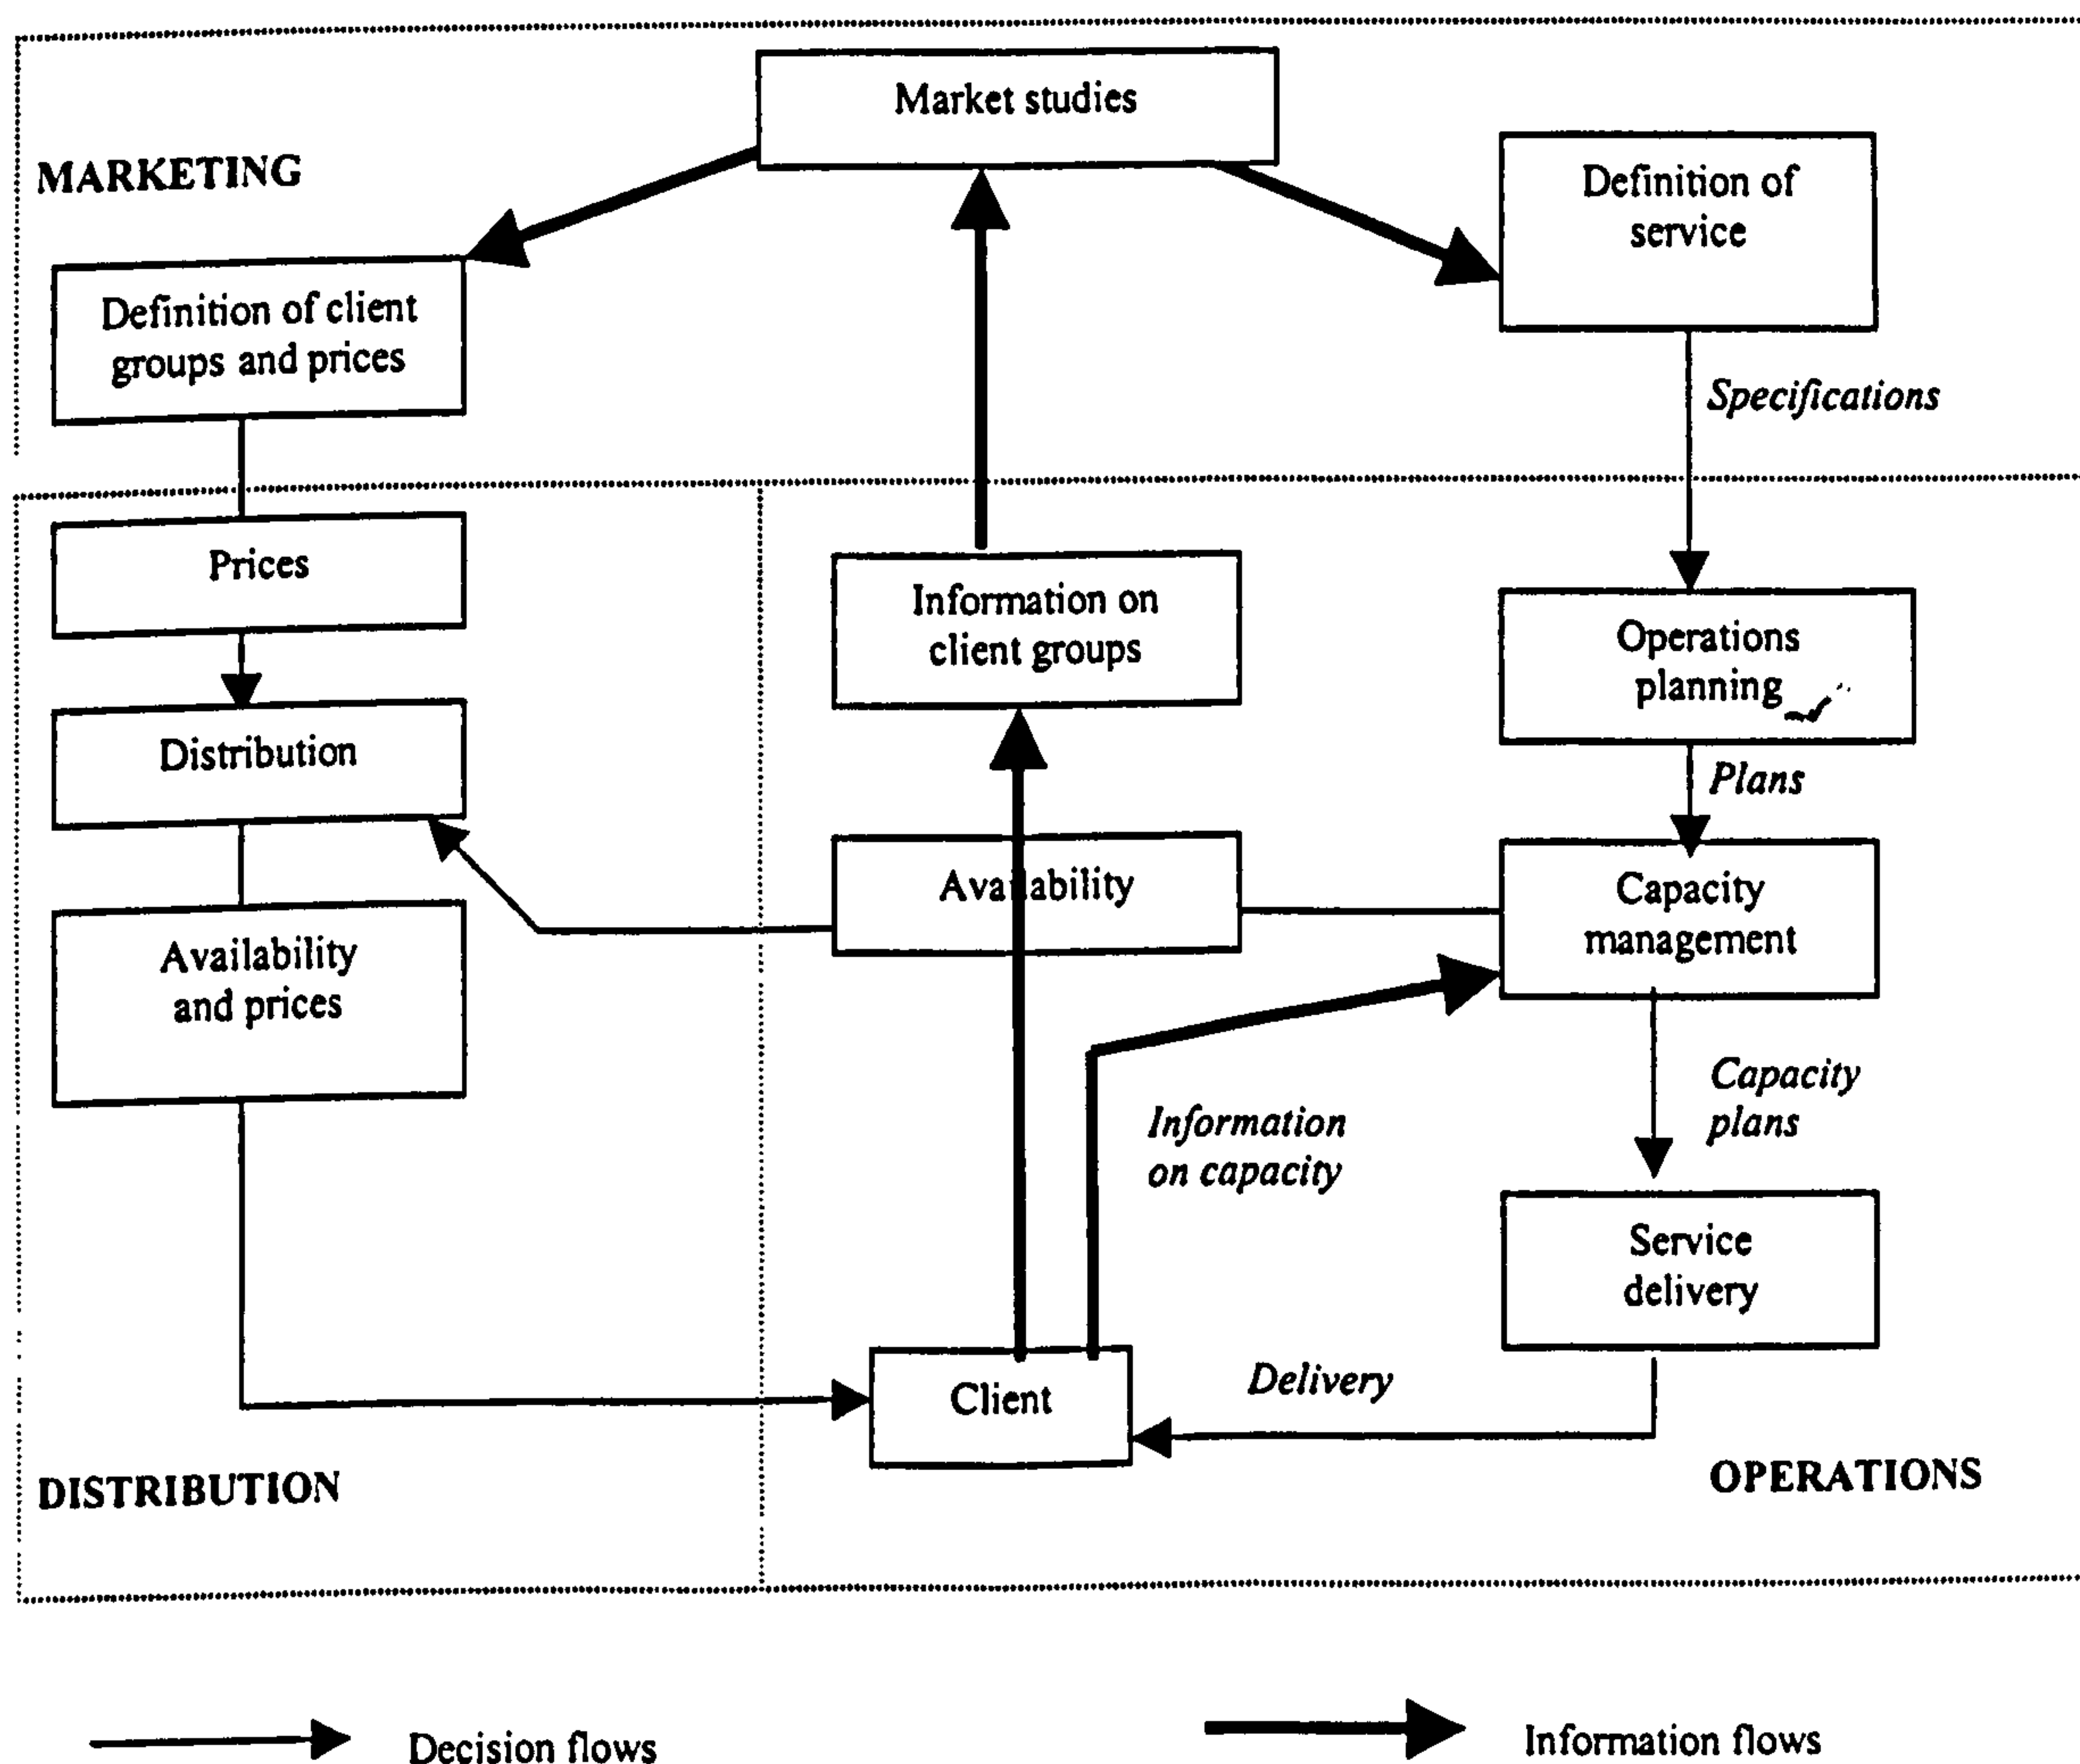 Market studies
MARKETING
Definition of
service
Definition of client
groups and prices
Specifications
Prices
Information on
client groups
Operations
planning
Distribution
Plans
Availability
Capacity
management
Availability
and prices
Capacity
plans
Information
on capacity
Service
delivery
Client
Delivery
DISTRIBUTION
OPERATIONS
Decision flows
Information flows